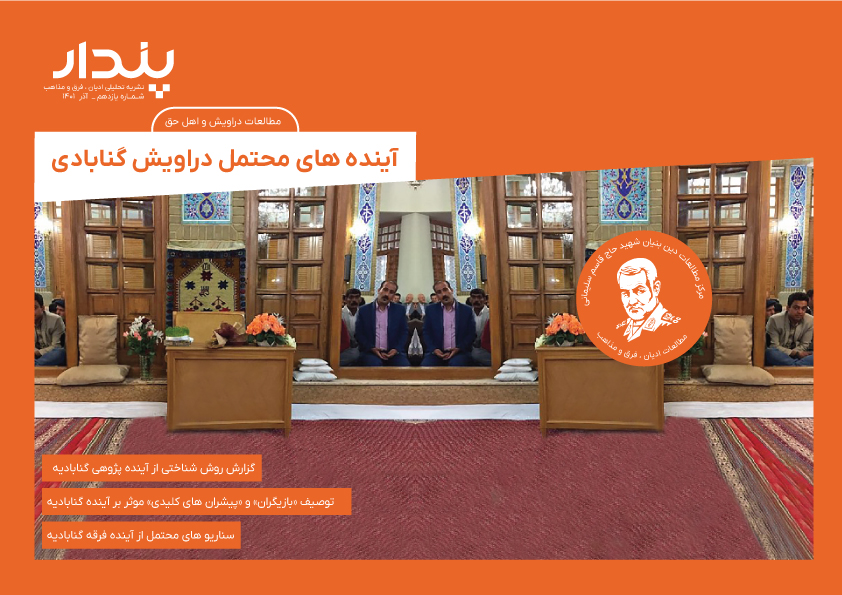 پندار
نشریه تحلیلی ادیان ، فرق و مذاهب
شماره یازدهم _ آذر ۱۴۰۱
مطالعات دراویش و اهل حق
آینده های محتمل دراویش گنابادی
مرکز مطالعات دین بنیان شهید حاج قاسم سلیمانی
مطالعات ادیان ، فرق و مذاهب
گزارش روش شناختی از آینده پژوهی گنابادیه
توصیف «بازیگران» و «پیشران های کلیدی» موثر بر آینده گنابادیه
سناریو های محتمل از آینده فرقه گنابادیه